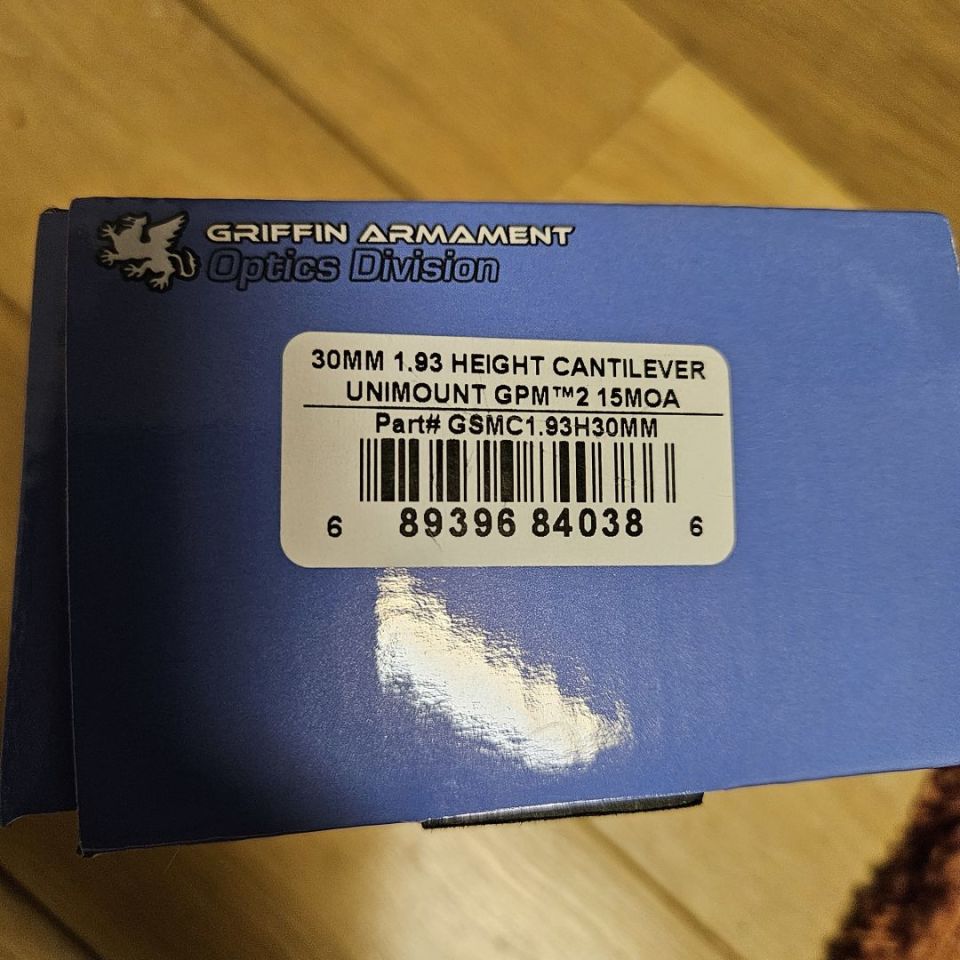 GRIFFIN ARMAMENT
Optics Division
30MM 1.93 HEIGHT CANTILEVER
UNIMOUNT GPM™2 15MOA
Part# GSMC1.93H30MM
6 89396 84038 6